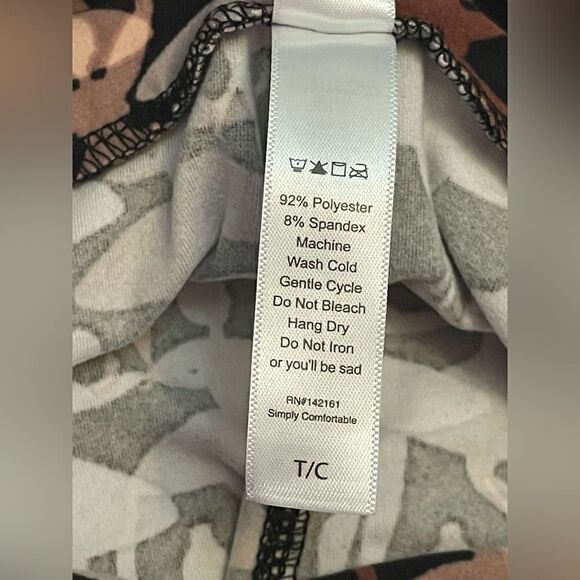 92% Polyester
8% Spandex
Machine
Wash Cold
Gentle Cycle
Do Not Bleach
Hang Dry
Do Not Iron
or you'll be sad
RN#142161
Simply Comfortable
T/C